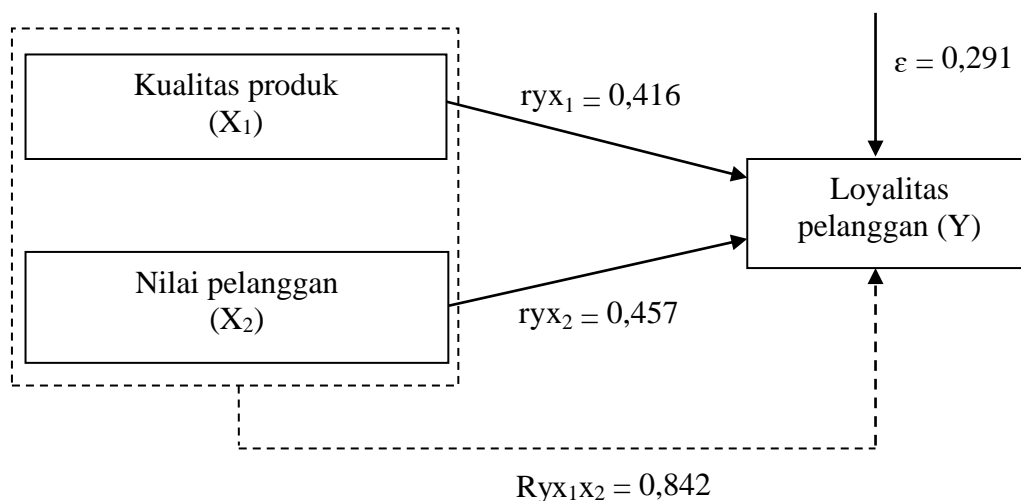 Kualitas produk
(X₁)
ryx₁ = 0,416
ε = 0,291
Loyalitas
pelanggan (Y)
Nilai pelanggan
(X₂)
ryx₂ = 0,457
Ryx₁x₂ = 0,842